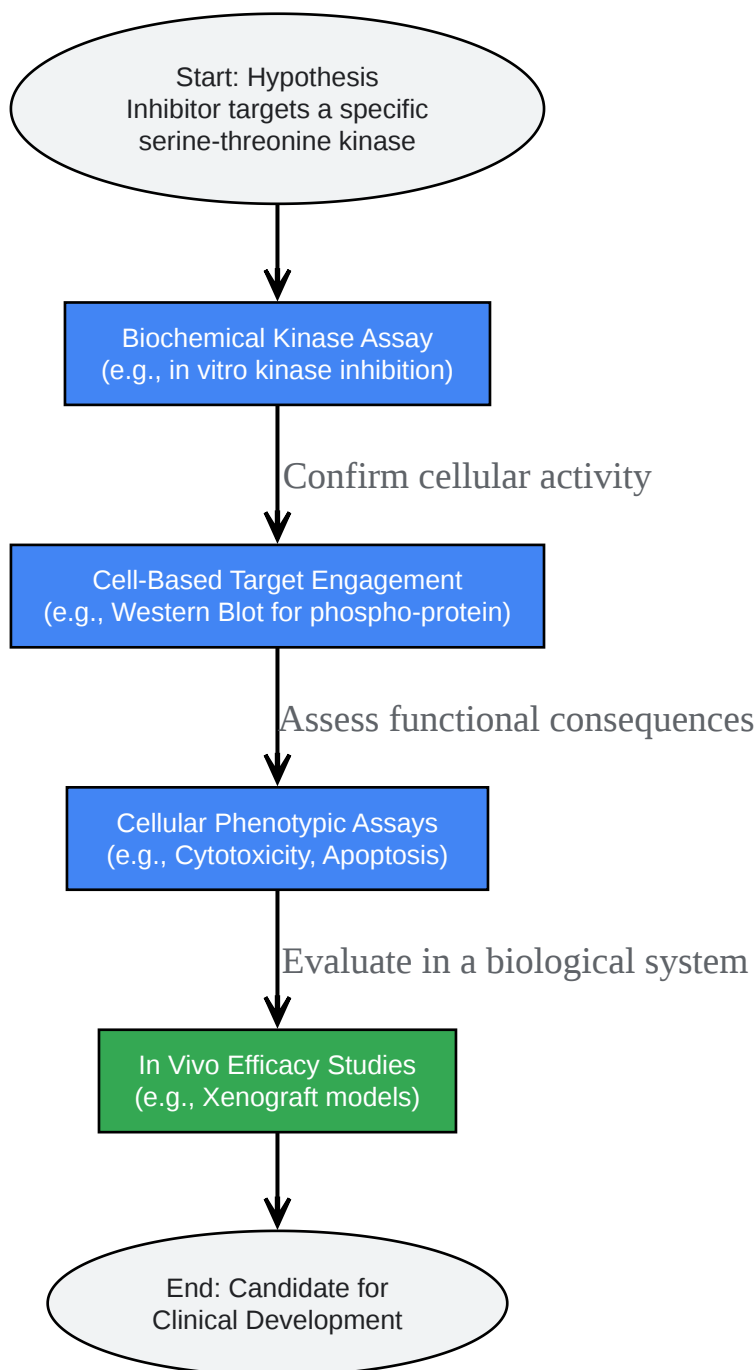 Start: Hypothesis
Inhibitor targets a specific
serine-threonine kinase
Biochemical Kinase Assay
(e.g., in vitro kinase inhibition)
Confirm cellular activity
Cell-Based Target Engagement
(e.g., Western Blot for phospho-protein)
Assess functional consequences
Cellular Phenotypic Assays
(e.g., Cytotoxicity, Apoptosis)
Evaluate in a biological system
In Vivo Efficacy Studies
(e.g., Xenograft models)
End: Candidate for
Clinical Development